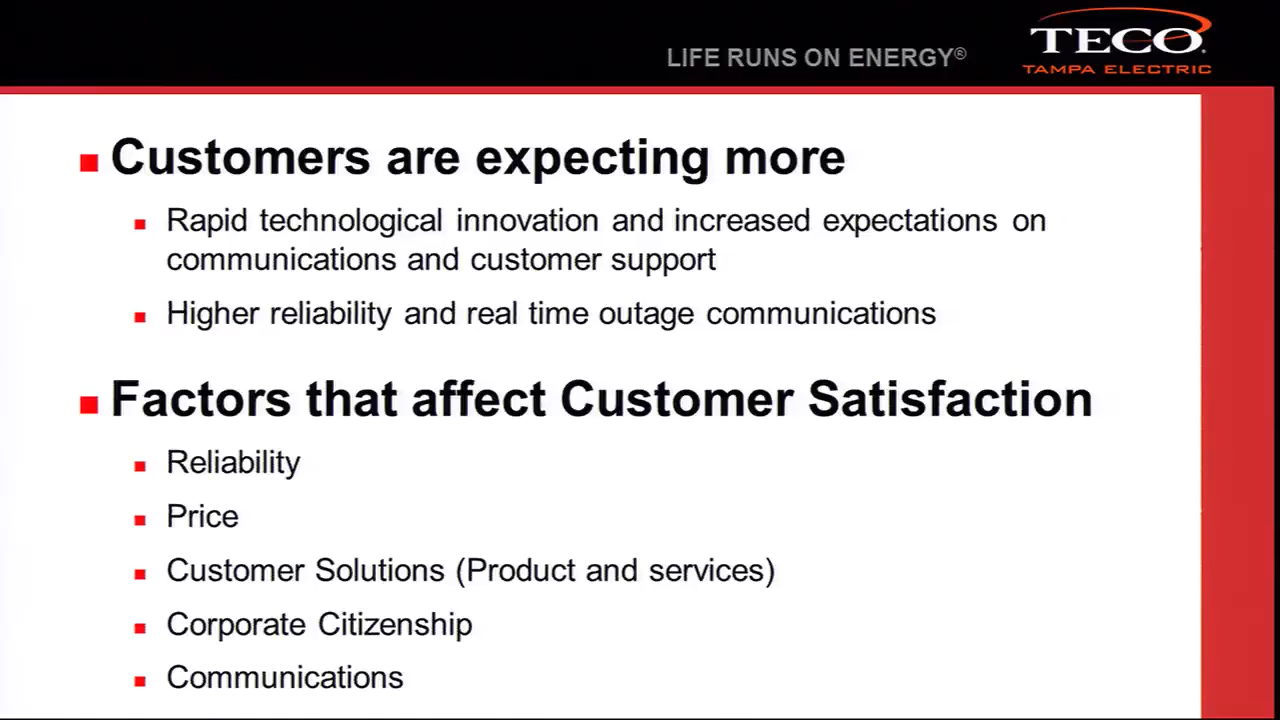 LIFE RUNS ON ENERGY®
TECO.
TAMPA ELECTRIC
Customers are expecting more
Rapid technological innovation and increased expectations on
communications and customer support
Higher reliability and real time outage communications
Factors that affect Customer Satisfaction
Reliability
Price
Customer Solutions (Product and services)
Corporate Citizenship
Communications